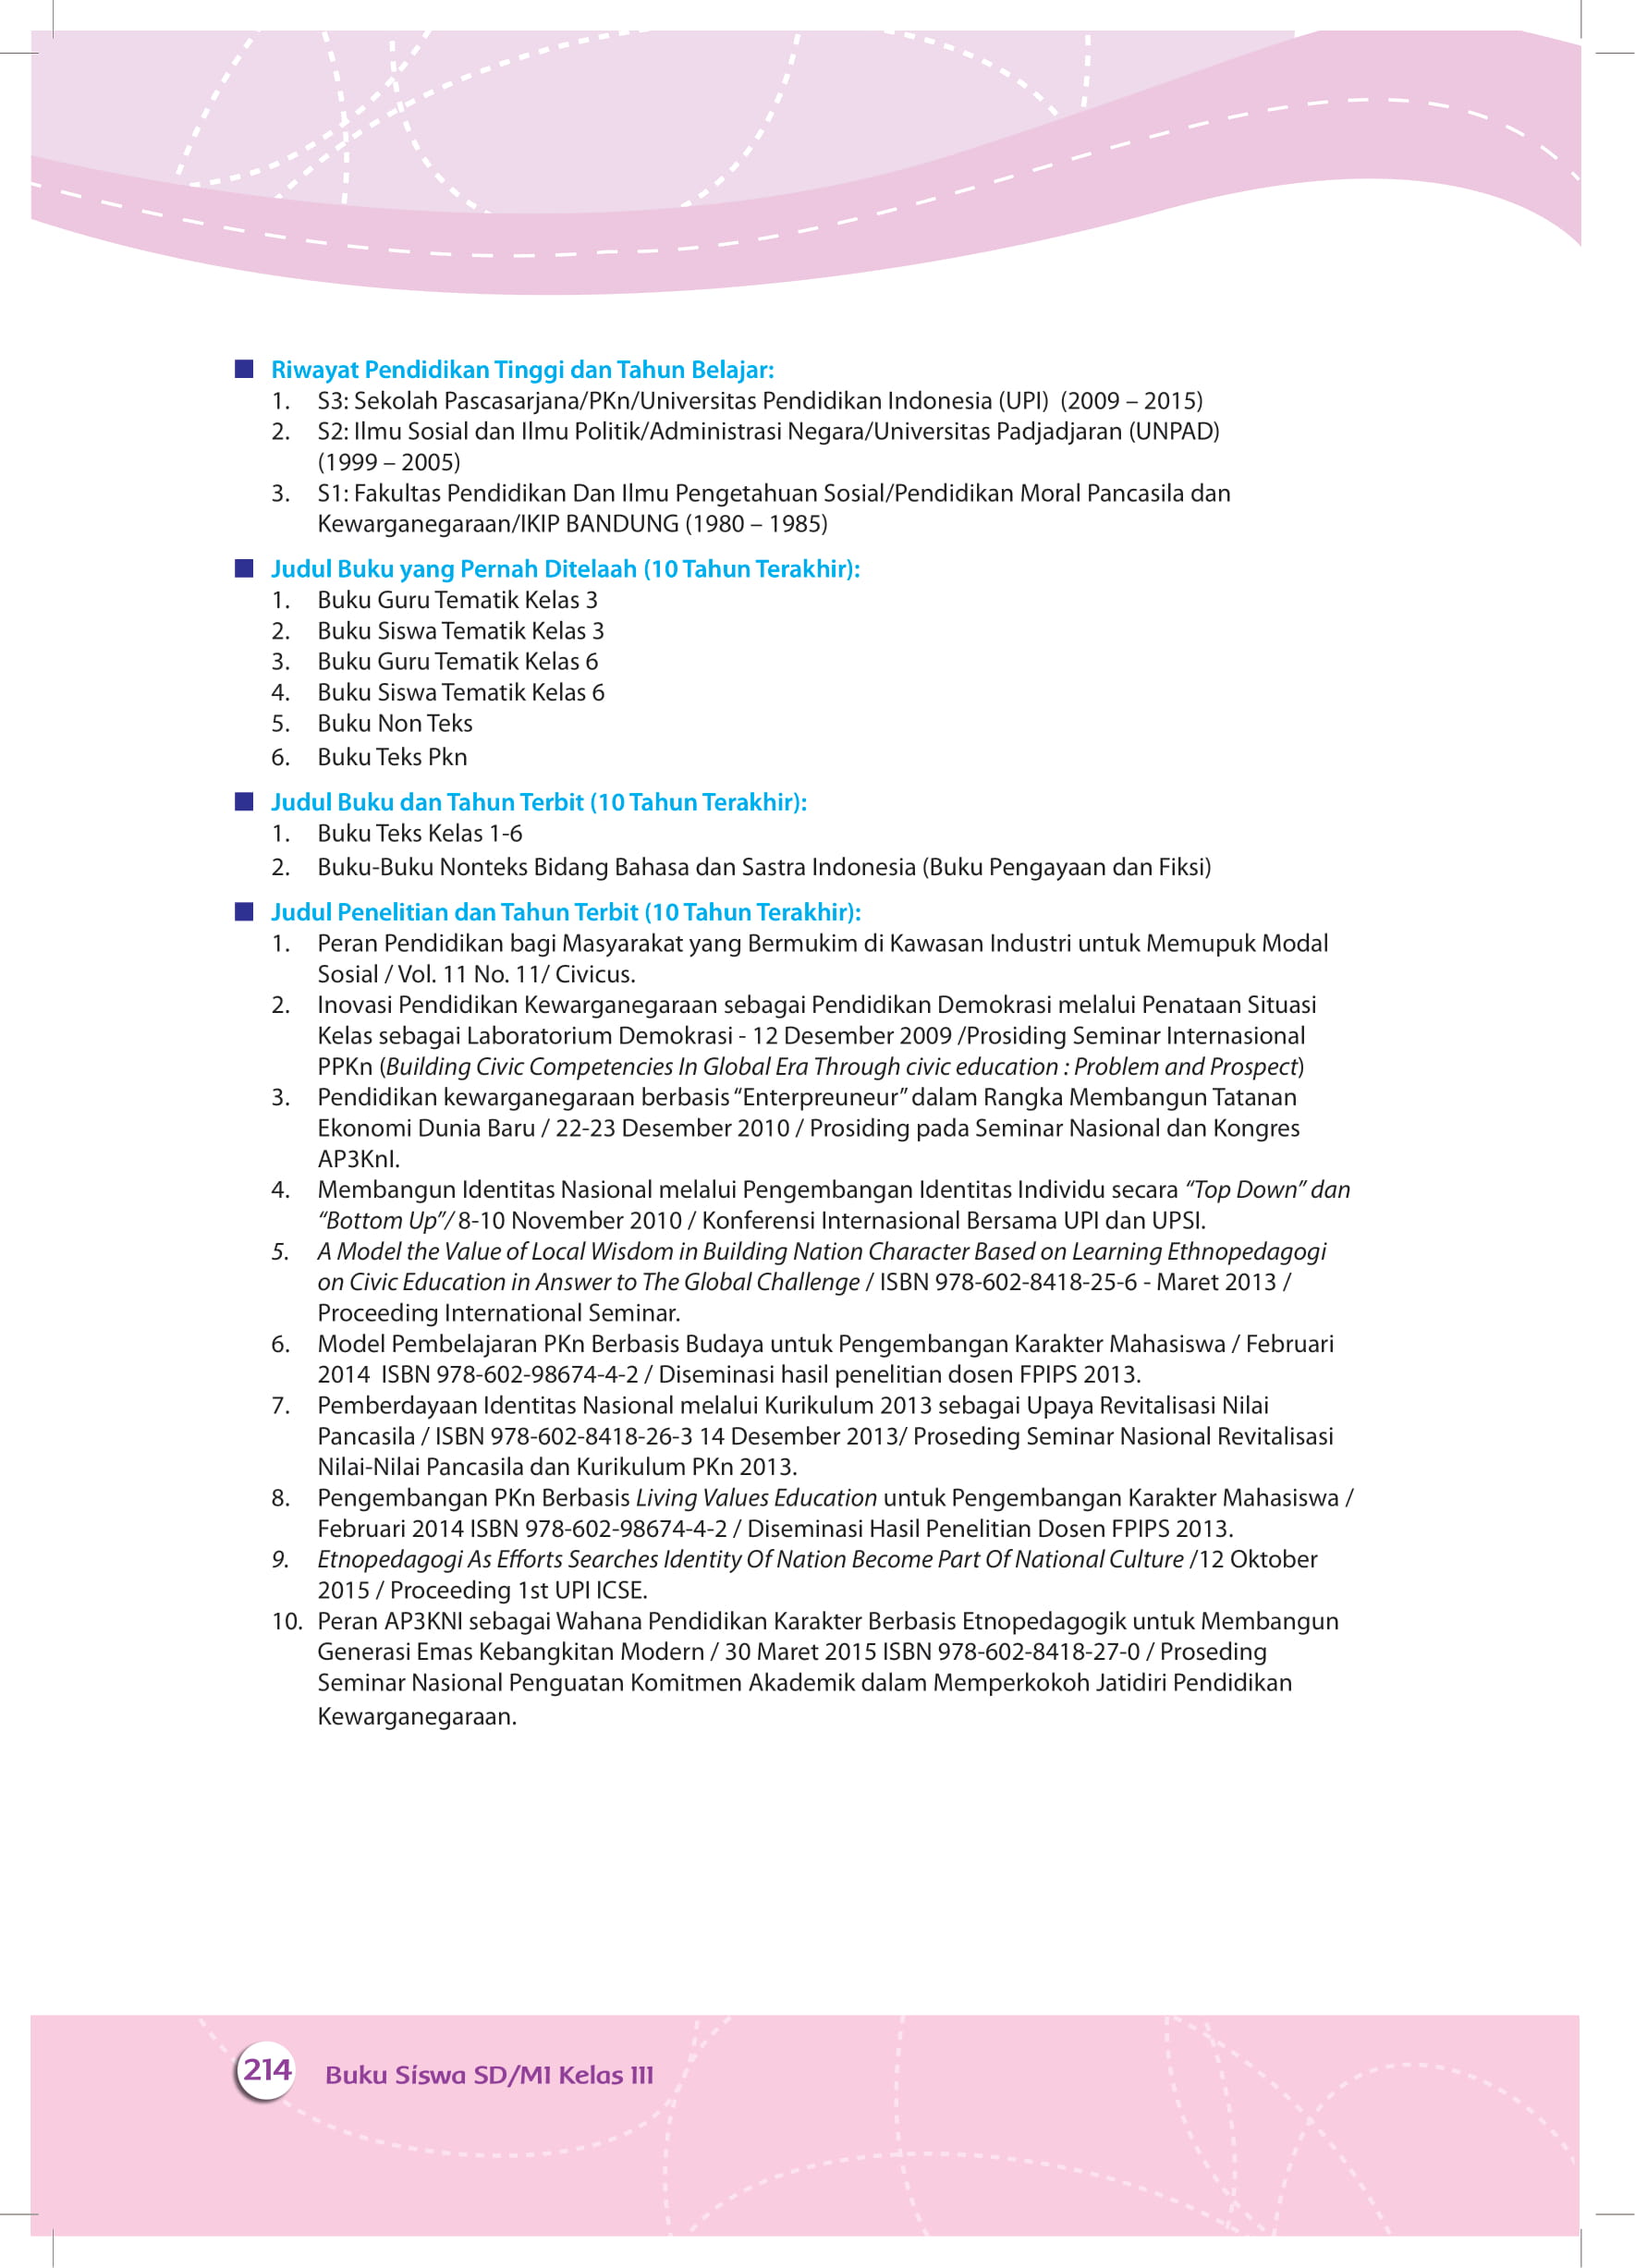 Riwayat Pendidikan Tinggi dan Tahun Belajar:
1. S3: Sekolah Pascasarjana/PKn/Universitas Pendidikan Indonesia (UPI) (2009 – 2015)
2. S2: Ilmu Sosial dan Ilmu Politik/Administrasi Negara/Universitas Padjadjaran (UNPAD)
(1999 – 2005)
3. S1: Fakultas Pendidikan Dan Ilmu Pengetahuan Sosial/Pendidikan Moral Pancasila dan
Kewarganegaraan/IKIP BANDUNG (1980 – 1985)
Judul Buku yang Pernah Ditelaah (10 Tahun Terakhir):
1. Buku Guru Tematik Kelas 3
2. Buku Siswa Tematik Kelas 3
3. Buku Guru Tematik Kelas 6
4. Buku Siswa Tematik Kelas 6
5. Buku Non Teks
6. Buku Teks Pkn
Judul Buku dan Tahun Terbit (10 Tahun Terakhir):
1. Buku Teks Kelas 1-6
2. Buku-Buku Nonteks Bidang Bahasa dan Sastra Indonesia (Buku Pengayaan dan Fiksi)
Judul Penelitian dan Tahun Terbit (10 Tahun Terakhir):
1. Peran Pendidikan bagi Masyarakat yang Bermukim di Kawasan Industri untuk Memupuk Modal
Sosial / Vol. 11 No. 11/ Civicus.
2. Inovasi Pendidikan Kewarganegaraan sebagai Pendidikan Demokrasi melalui Penataan Situasi
Kelas sebagai Laboratorium Demokrasi - 12 Desember 2009 /Prosiding Seminar Internasional
PPKn (Building Civic Competencies In Global Era Through civic education : Problem and Prospect)
3. Pendidikan kewarganegaraan berbasis “Enterpreuneur” dalam Rangka Membangun Tatanan
Ekonomi Dunia Baru / 22-23 Desember 2010 / Prosiding pada Seminar Nasional dan Kongres
AP3KnI.
4. Membangun Identitas Nasional melalui Pengembangan Identitas Individu secara “Top Down” dan
“Bottom Up”/ 8-10 November 2010 / Konferensi Internasional Bersama UPI dan UPSI.
5. A Model the Value of Local Wisdom in Building Nation Character Based on Learning Ethnopedagogi
on Civic Education in Answer to The Global Challenge / ISBN 978-602-8418-25-6 - Maret 2013 /
Proceeding International Seminar.
6. Model Pembelajaran PKn Berbasis Budaya untuk Pengembangan Karakter Mahasiswa / Februari
2014 ISBN 978-602-98674-4-2 / Diseminasi hasil penelitian dosen FPIPS 2013.
7. Pemberdayaan Identitas Nasional melalui Kurikulum 2013 sebagai Upaya Revitalisasi Nilai
Pancasila / ISBN 978-602-8418-26-3 14 Desember 2013/ Proseding Seminar Nasional Revitalisasi
Nilai-Nilai Pancasila dan Kurikulum PKn 2013.
8. Pengembangan PKn Berbasis Living Values Education untuk Pengembangan Karakter Mahasiswa /
Februari 2014 ISBN 978-602-98674-4-2 / Diseminasi Hasil Penelitian Dosen FPIPS 2013.
9. Etnopedagogi As Efforts Searches Identity Of Nation Become Part Of National Culture /12 Oktober
2015 / Proceeding 1st UPI ICSE.
10. Peran AP3KNI sebagai Wahana Pendidikan Karakter Berbasis Etnopedagogik untuk Membangun
Generasi Emas Kebangkitan Modern / 30 Maret 2015 ISBN 978-602-8418-27-0 / Proseding
Seminar Nasional Penguatan Komitmen Akademik dalam Memperkokoh Jatidiri Pendidikan
Kewarganegaraan.
214 Buku Siswa SD/MI Kelas III